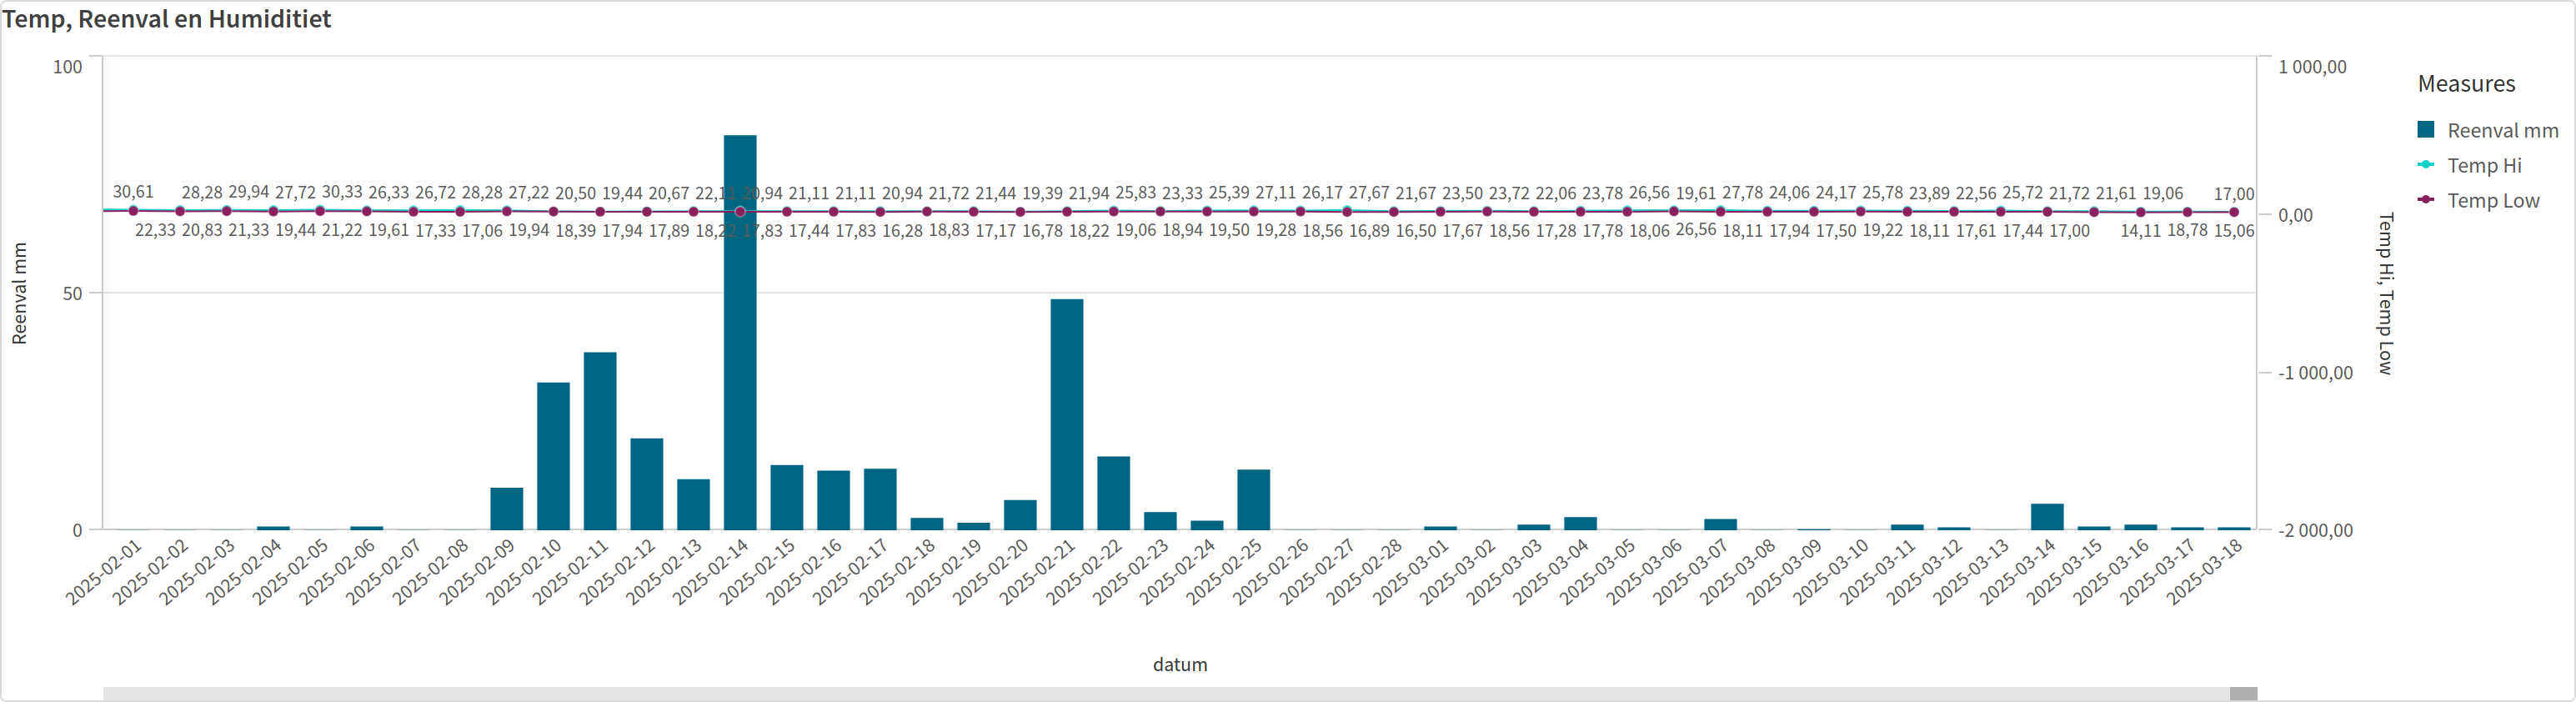 Temp, Reenval en Humiditiet
100
50
0
Reenval mm
1 000,00
0,00
-1 000,00
-2 000,00
Temp Hi, Temp Low
Measures
Reenval mm
Temp Hi
Temp Low
30,61 28,28 29,94 27,72 30,33 26,33 26,72 28,28 27,22 20,50 19,44 20,67 22,11 20,94 21,11 21,11 20,94 21,72 21,44 19,39 21,94 25,83 23,33 25,39 27,11 26,17 27,67 21,67 23,50 23,72 22,06 23,78 26,56 19,61 27,78 24,06 24,17 25,78 23,89 22,56 25,72 21,72 21,61 19,06 17,00
22,33 20,83 21,33 19,44 21,22 19,61 17,33 17,06 19,94 18,39 17,94 17,89 18,22 17,83 17,44 17,83 16,28 18,83 17,17 16,78 18,22 19,06 18,94 19,50 19,28 18,56 16,89 16,50 17,67 18,56 17,28 17,78 18,06 26,56 18,11 17,94 17,50 19,22 18,11 17,61 17,44 17,00 14,11 18,78 15,06
2025-02-01 2025-02-02 2025-02-03 2025-02-04 2025-02-05 2025-02-06 2025-02-07 2025-02-08 2025-02-09 2025-02-10 2025-02-11 2025-02-12 2025-02-13 2025-02-14 2025-02-15 2025-02-16 2025-02-17 2025-02-18 2025-02-19 2025-02-20 2025-02-21 2025-02-22 2025-02-23 2025-02-24 2025-02-25 2025-02-26 2025-02-27 2025-02-28 2025-03-01 2025-03-02 2025-03-03 2025-03-04 2025-03-05 2025-03-06 2025-03-07 2025-03-08 2025-03-09 2025-03-10 2025-03-11 2025-03-12 2025-03-13 2025-03-14 2025-03-15 2025-03-16 2025-03-17 2025-03-18
datum